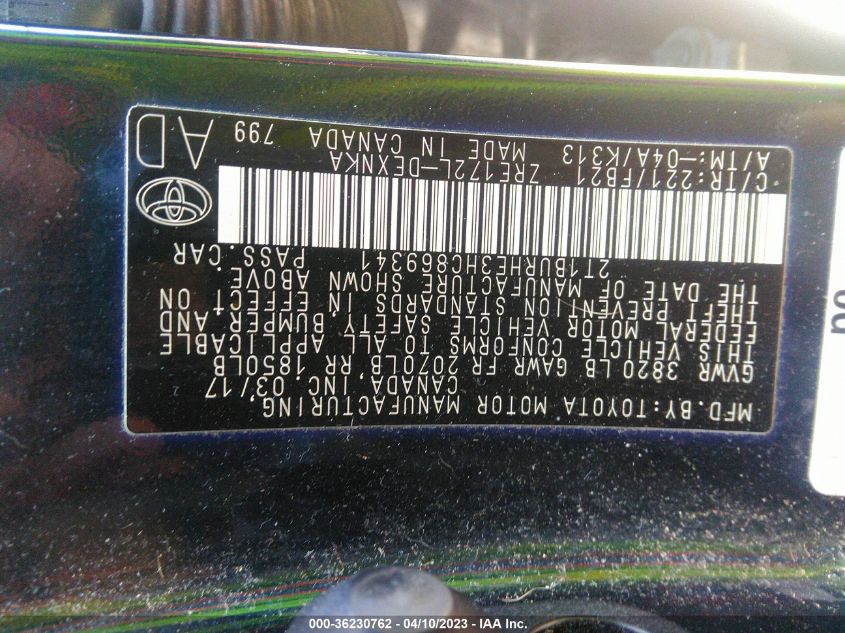 MFD.BY:TOYOTA MOTOR MANUFACTURING
CANADA INC. 03/17
GVWR 3820LB GAWR FR 2070LB RR 1850LB
THIS VEHICLE CONFORMS TO ALL APPLICABLE
FEDERAL MOTOR VEHICLE SAFETY BUMPER AND
THEFT PREVENTION STANDARDS IN EFFECT ON
THE DATE OF MANUFACTURE SHOWN ABOVE.
2T1BURHE3HC869341 PASS.CAR
C/TR:221/FB21 ZRE172L-DEXNKA
A/TM:-04A/K313 MADE IN CANADA 799
AD
000-36230762 - 04/10/2023 - IAA Inc.